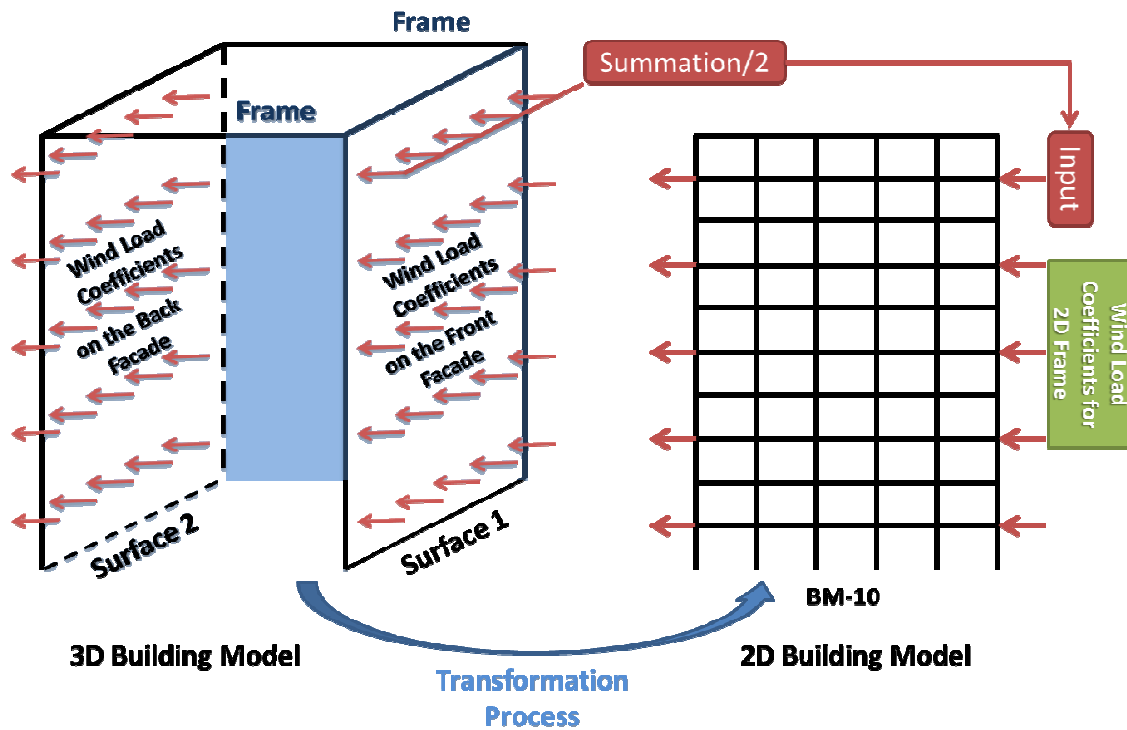 Frame
Summation/2
Frame
Input
Wind Load
Coefficients
on the Back
Facade
Wind Load
Coefficients
on the Front
Facade
Wind Load
Coefficients for
2D Frame
Surface 2
Surface 1
BM-10
3D Building Model
2D Building Model
Transformation
Process